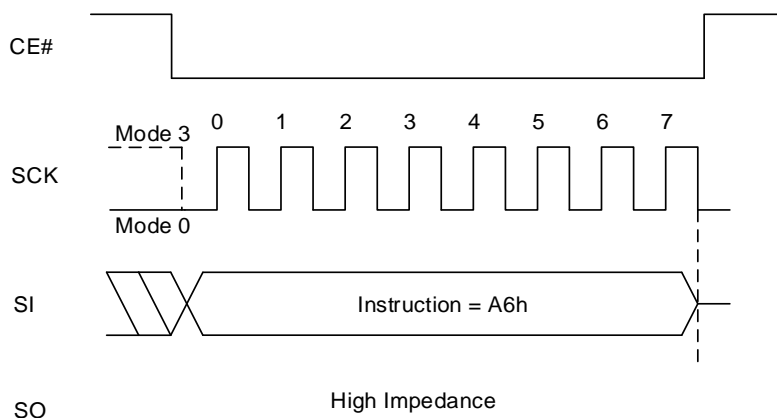 CE#
0 1 2 3 4 5 6 7
Mode 3
SCK
Mode 0
SI
Instruction = A6h
SO
High Impedance